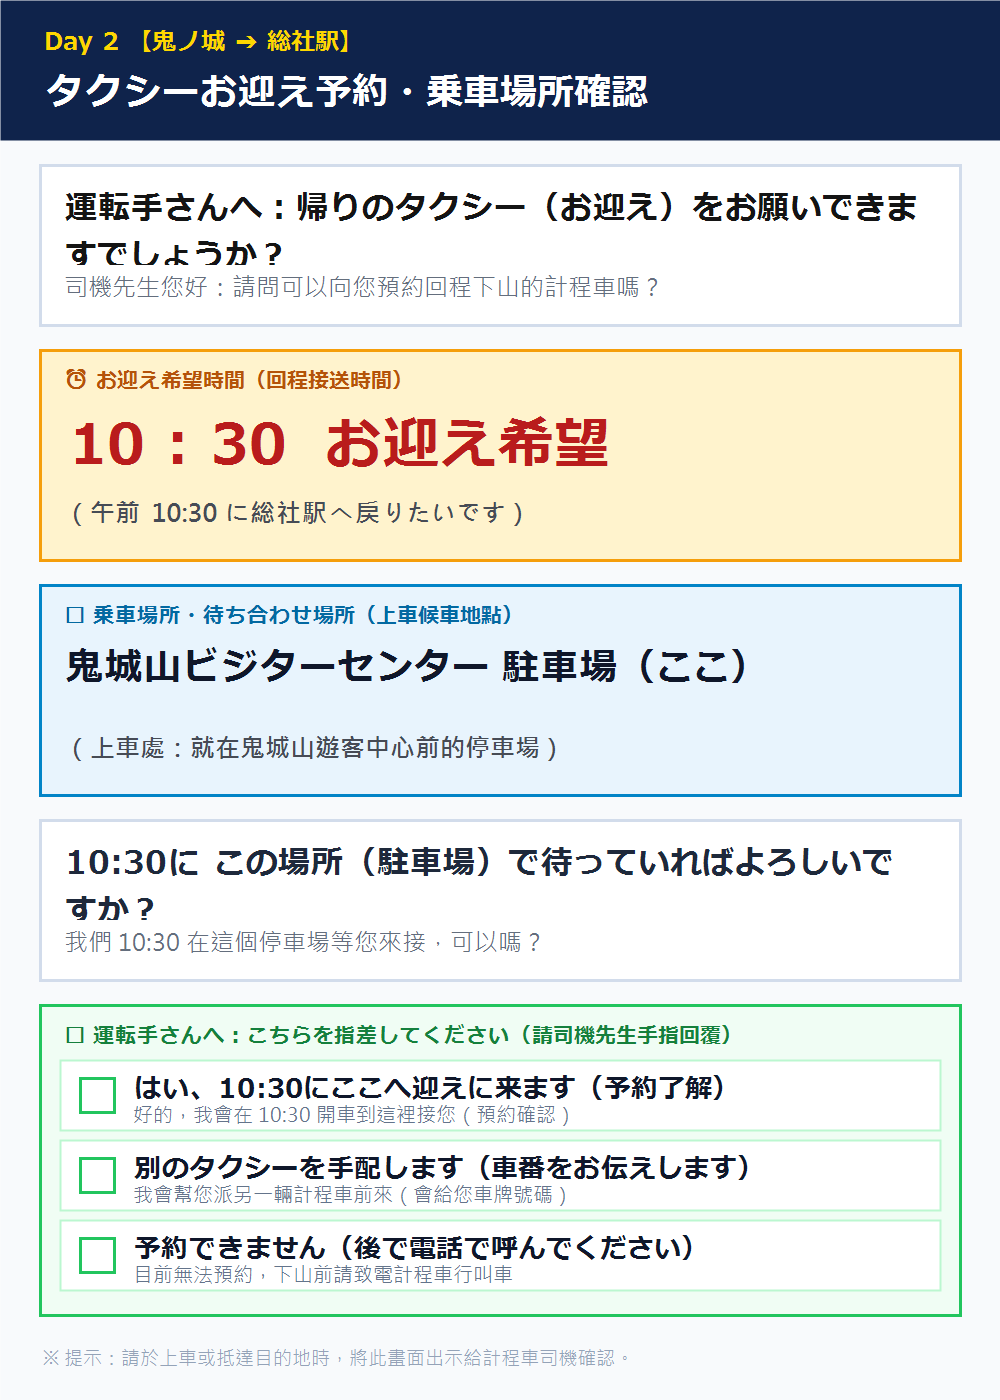 Day 2 【鬼ノ城 → 総社駅】
タクシーお迎え予約・乗車場所確認
運転手さんへ：帰りのタクシー（お迎え）をお願いできま
すでしょうか？
司機先生您好：請問可以向您預約回程下山的計程車嗎？
⏰ お迎え希望時間（回程接送時間）
10：30 お迎え希望
（午前 10:30 に総社駅へ戻りたいです）
□ 乗車場所・待ち合わせ場所（上車候車地點）
鬼城山ビジターセンター 駐車場（ここ）
（上車處：就在鬼城山遊客中心前的停車場）
10:30に この場所（駐車場）で待っていればよろしいで
すか？
我們 10:30 在這個停車場等您來接，可以嗎？
□ 運転手さんへ：こちらを指差してください（請司機先生手指回覆）
はい、10:30にここへ迎えに来ます（予約了解）
好的，我會在 10:30 開車到這裡接您（預約確認）
別のタクシーを手配します（車番をお伝えします）
我會幫您派另一輛計程車前來（會給您車牌號碼）
予約できません（後で電話で呼んでください）
目前無法預約，下山前請致電計程車行叫車
※ 提示：請於上車或抵達目的地時，將此畫面出示給計程車司機確認。